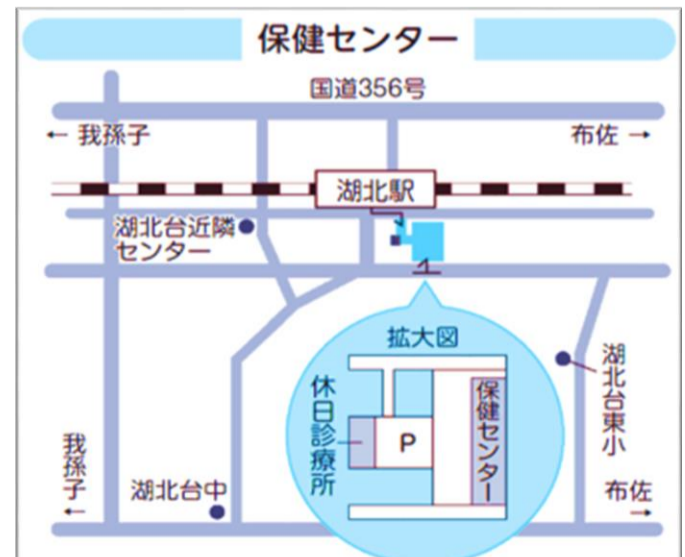 保健センター
国道356号
← 我孫子
布佐 →
湖北駅
湖北台近隣
センター
拡大図
休日診療所
P
保健センター
湖北台東小
我孫子
←
湖北台中
布佐
→